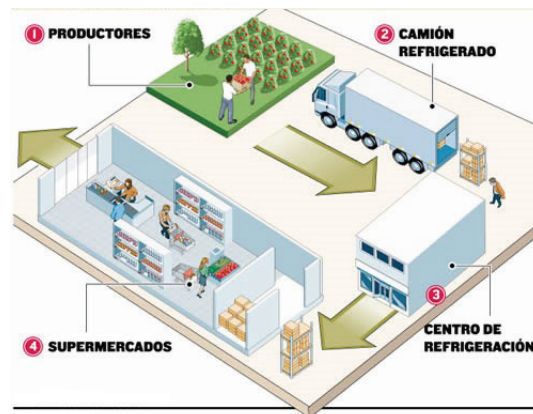 1 PRODUCTORES
2 CAMIÓN
REFRIGERADO
3
CENTRO DE
REFRIGERACIÓN
4 SUPERMERCADOS